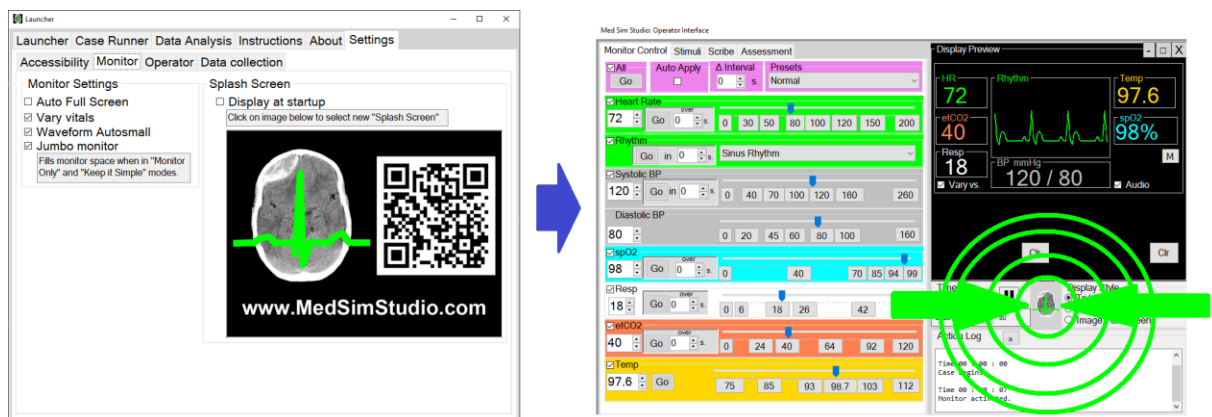 Launcher
Launcher Case Runner Data Analysis Instructions About Settings
Accessibility Monitor Operator Data collection
Monitor Settings
Auto Full Screen
Vary vitals
Waveform Autosmall
Jumbo monitor
Fills monitor space when in "Monitor
Only" and "Keep it Simple" modes.
Splash Screen
Display at startup
Click on image below to select new "Splash Screen"
www.MedSimStudio.com
Med Sim Studio: Operator Interface
Monitor Control Stimuli Scribe Assessment
All
Go
Auto Apply
Δ Interval
0 s.
Presets
Normal
Heart Rate
72 Go over 0 s. 0 30 50 80 100 120 150 200
Rhythm
Go in 0 s. Sinus Rhythm
Systolic BP
120 Go in 0 s. 0 40 70 100 120 160 260
Diastolic BP
80 0 20 45 60 80 100 160
spO2
98 Go over 0 s. 0 40 70 85 94 99
Resp
18 Go over 0 s. 0 6 18 26 42
etCO2
40 Go over 0 s. 0 24 40 64 92 120
Temp
97.6 Go 75 85 93 98.7 103 112
Display Preview
- □ X
HR
72
Rhythm
Temp
97.6
etCO2
40
spO2
98%
Resp
18
BP mmHg
120 / 80
M
Vary vs.
Audio
Clr Clr
Display Style
Action Log »
Time 00 : 00 : 00
Case begins.
Time 00 : 00 : 07
Monitor activated.